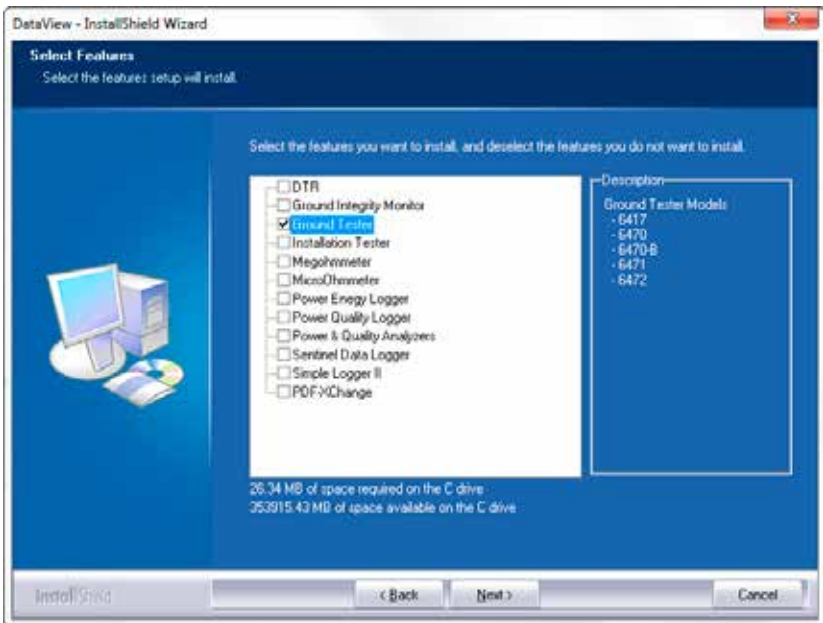 DataView - InstallShield Wizard
Select Features
Select the features setup will install.
Select the features you want to install, and deselect the features you do not want to install.
DTR
Ground Integrity Monitor
Ground Tester
Installation Tester
Megohmmeter
MicroOhmmeter
Power Enegy Logger
Power Quality Logger
Power & Quality Analyzers
Sentinel Data Logger
Simple Logger II
PDF-XChange
Description
Ground Tester Models
- 6417
- 6470
- 6470-B
- 6471
- 6472
26.34 MB of space required on the C drive
353915.43 MB of space available on the C drive
InstallShield
< Back
Next >
Cancel